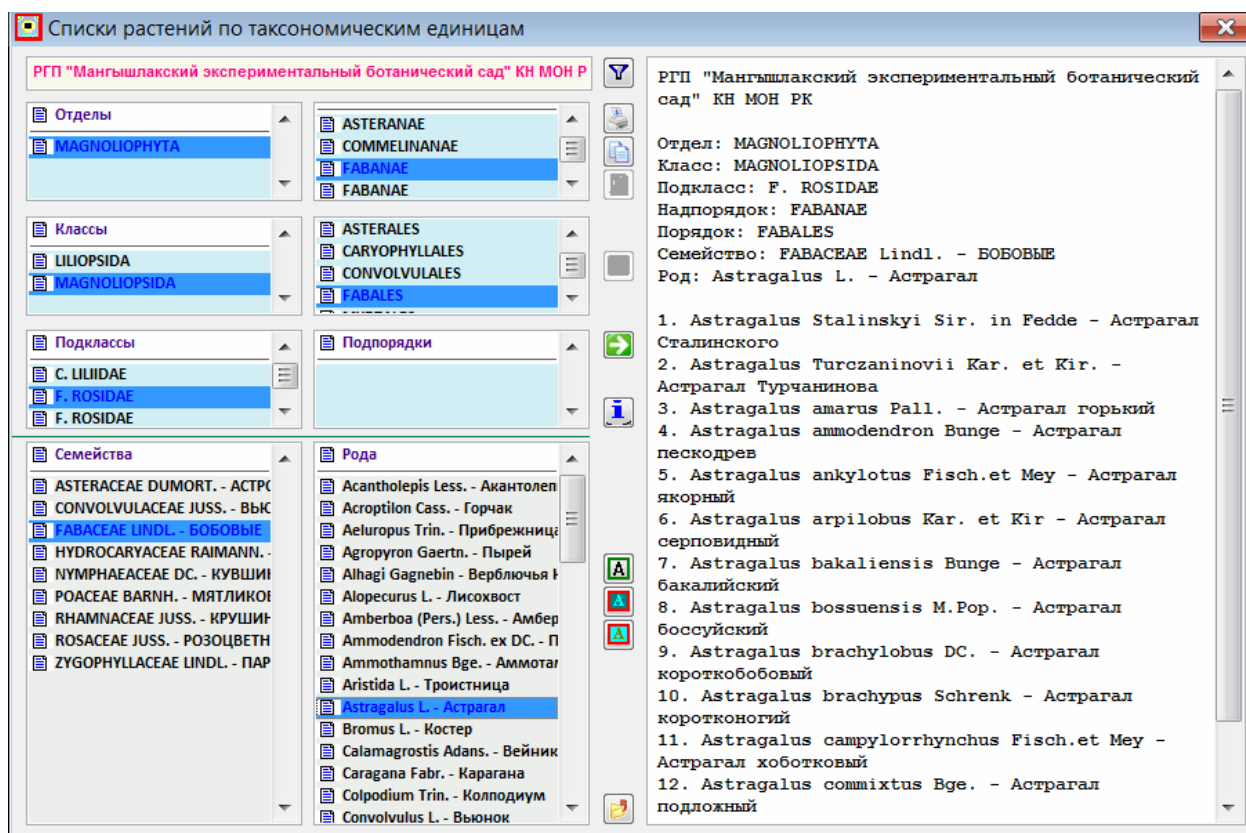 Списки растений по таксономическим единицам
РГП "Мангышлакский экспериментальный ботанический сад" КН МОН Р
Отделы
MAGNOLIOPHYTA
ASTERANAE
COMMELINANAE
FABANAE
FABANAE
Классы
LILIOPSIDA
MAGNOLIOPSIDA
ASTERALES
CARYOPHYLLALES
CONVOLVULALES
FABALES
Подклассы
C. LILIIDAE
F. ROSIDAE
F. ROSIDAE
Подпорядки
Семейства
ASTERACEAE DUMORT. - АСТРО
CONVOLVULACEAE JUSS. - ВЬЮ
FABACEAE LINDL. - БОБОВЫЕ
HYDROCARYACEAE RAIMANN. -
NYMPHAEACEAE DC. - КУВШИН
POACEAE BARNH. - МЯТЛИКОВ
RHAMNACEAE JUSS. - КРУШИН
ROSACEAE JUSS. - РОЗОЦВЕТН
ZYGOPHYLLACEAE LINDL. - ПАР
Рода
Acantholepis Less. - Акантолеп
Acroptilon Cass. - Горчак
Aeluropus Trin. - Прибрежница
Agropyron Gaertn. - Пырей
Alhagi Gagnebin - Верблюжья к
Alopecurus L. - Лисохвост
Amberboa (Pers.) Less. - Амбер
Ammodendron Fisch. ex DC. - П
Ammothamnus Bge. - Аммотам
Aristida L. - Троистница
Astragalus L. - Астрагал
Bromus L. - Костер
Calamagrostis Adans. - Вейник
Caragana Fabr. - Карагана
Colpodium Trin. - Колподиум
Convolvulus L. - Вьюнок
A
A
A
РГП "Мангышлакский экспериментальный ботанический
сад" КН МОН РК
Отдел: MAGNOLIOPHYTA
Класс: MAGNOLIOPSIDA
Подкласс: F. ROSIDAE
Надпорядок: FABANAE
Порядок: FABALES
Семейство: FABACEAE Lindl. - БОБОВЫЕ
Род: Astragalus L. - Астрагал
1. Astragalus Stalinskyi Sir. in Fedde - Астрагал
Сталинского
2. Astragalus Turczaninovii Kar. et Kir. -
Астрагал Турчанинова
3. Astragalus amarus Pall. - Астрагал горький
4. Astragalus ammodendron Bunge - Астрагал
пескодрев
5. Astragalus ankylotus Fisch.et Mey - Астрагал
якорный
6. Astragalus arpilobus Kar. et Kir - Астрагал
серповидный
7. Astragalus bakaliensis Bunge - Астрагал
бакалийский
8. Astragalus bossuensis M.Pop. - Астрагал
боссуйский
9. Astragalus brachylobus DC. - Астрагал
короткобобовый
10. Astragalus brachypus Schrenk - Астрагал
коротконогий
11. Astragalus campylorrhynchus Fisch.et Mey -
Астрагал хоботковый
12. Astragalus commixtus Bge. - Астрагал
подложный